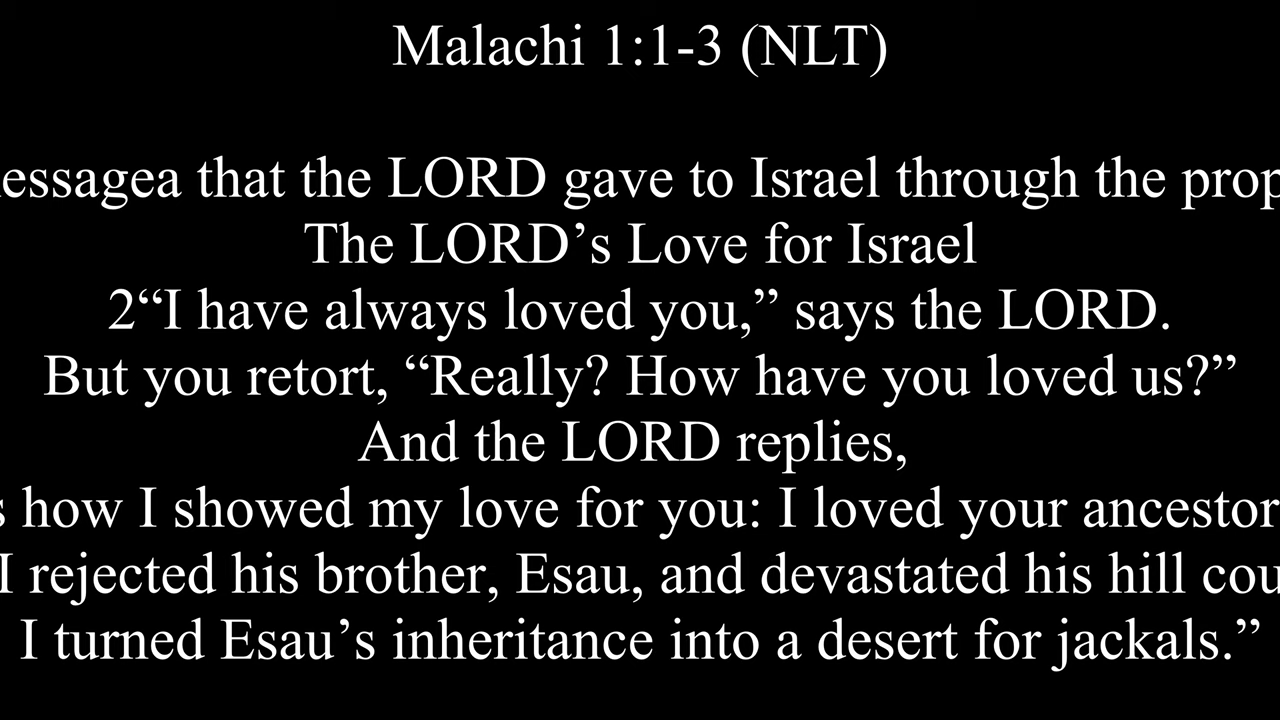 Malachi 1:1-3 (NLT)
essagea that the LORD gave to Israel through the prop
The LORD’s Love for Israel
2“I have always loved you,” says the LORD.
But you retort, “Really? How have you loved us?”
And the LORD replies,
s how I showed my love for you: I loved your ancestor
I rejected his brother, Esau, and devastated his hill cou
I turned Esau’s inheritance into a desert for jackals.”